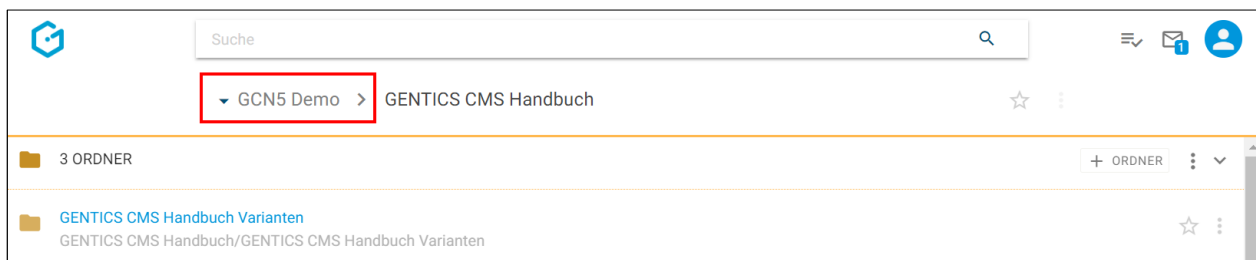 Suche
1
GCN5 Demo > GENTICS CMS Handbuch
3 ORDNER
+ ORDNER
GENTICS CMS Handbuch Varianten
GENTICS CMS Handbuch/GENTICS CMS Handbuch Varianten